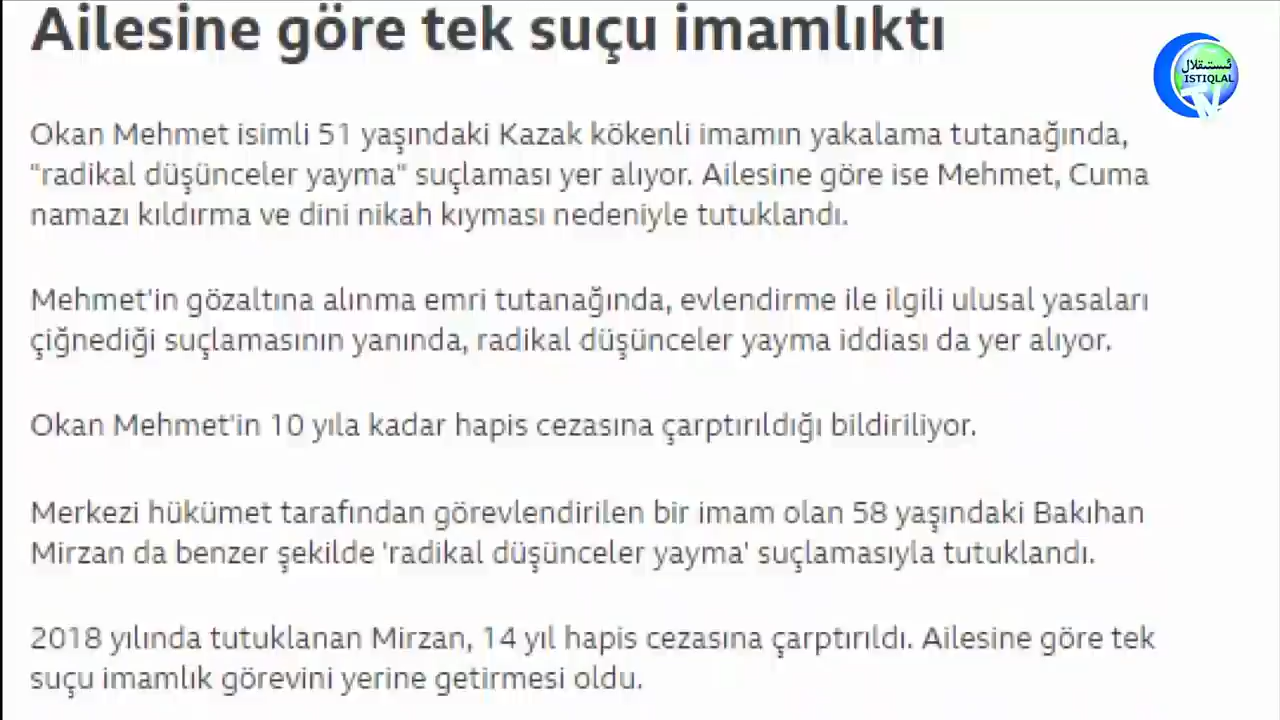 Ailesine göre tek suçu imamlıktı
ئىستىقلال
ISTIQLAL
TV
Okan Mehmet isimli 51 yaşındaki Kazak kökenli imamın yakalama tutanağında,
"radikal düşünceler yayma" suçlaması yer alıyor. Ailesine göre ise Mehmet, Cuma
namazı kıldırma ve dini nikah kıyması nedeniyle tutuklandı.
Mehmet'in gözaltına alınma emri tutanağında, evlendirme ile ilgili ulusal yasaları
çiğnediği suçlamasının yanında, radikal düşünceler yayma iddiası da yer alıyor.
Okan Mehmet'in 10 yıla kadar hapis cezasına çarptırıldığı bildiriliyor.
Merkezi hükümet tarafından görevlendirilen bir imam olan 58 yaşındaki Bakıhan
Mirzan da benzer şekilde 'radikal düşünceler yayma' suçlamasıyla tutuklandı.
2018 yılında tutuklanan Mirzan, 14 yıl hapis cezasına çarptırıldı. Ailesine göre tek
suçu imamlık görevini yerine getirmesi oldu.